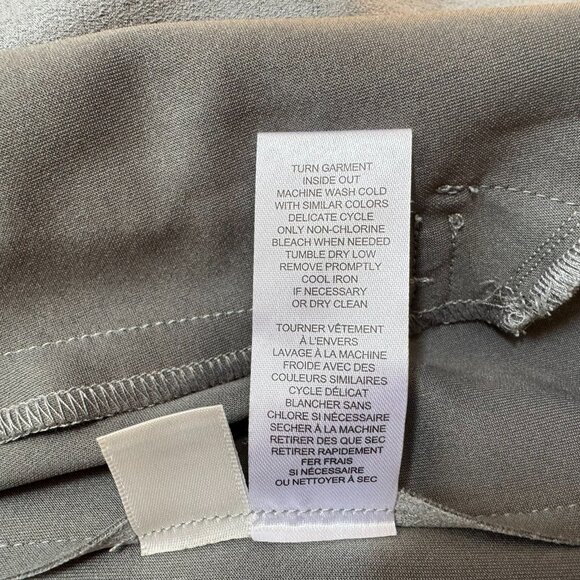 TURN GARMENT
INSIDE OUT
MACHINE WASH COLD
WITH SIMILAR COLORS
DELICATE CYCLE
ONLY NON-CHLORINE
BLEACH WHEN NEEDED
TUMBLE DRY LOW
REMOVE PROMPTLY
COOL IRON
IF NECESSARY
OR DRY CLEAN
TOURNER VÊTEMENT
À L'ENVERS
LAVAGE À LA MACHINE
FROIDE AVEC DES
COULEURS SIMILAIRES
CYCLE DÉLICAT
BLANCHER SANS
CHLORE SI NÉCESSAIRE
SECHER À LA MACHINE
RETIRER DES QUE SEC
RETIRER RAPIDEMENT
FER FRAIS
SI NÉCESSAIRE
OU NETTOYER À SEC